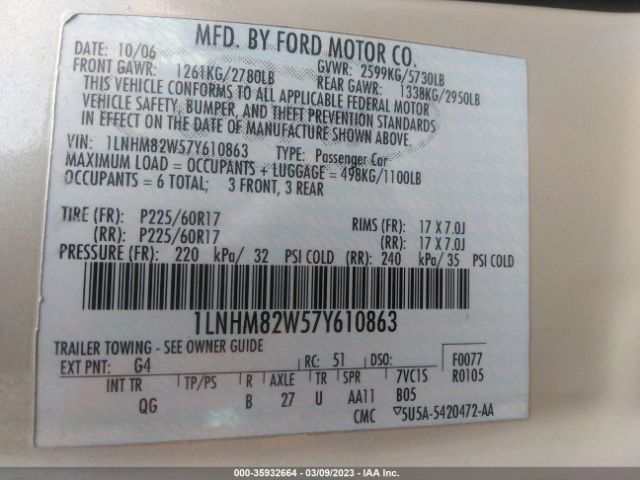 MFD. BY FORD MOTOR CO.
DATE: 10/06
GVWR: 2599KG/5730LB
FRONT GAWR: 1261KG/2780LB
REAR GAWR: 1338KG/2950LB
THIS VEHICLE CONFORMS TO ALL APPLICABLE FEDERAL MOTOR
VEHICLE SAFETY, BUMPER, AND THEFT PREVENTION STANDARDS
IN EFFECT ON THE DATE OF MANUFACTURE SHOWN ABOVE.
VIN: 1LNHM82W57Y610863 TYPE: Passenger Car
MAXIMUM LOAD = OCCUPANTS + LUGGAGE = 498KG/1100LB
OCCUPANTS = 6 TOTAL; 3 FRONT, 3 REAR
TIRE (FR): P225/60R17 RIMS (FR): 17 X 7.0J
(RR): P225/60R17 (RR): 17 X 7.0J
PRESSURE (FR): 220 kPa/ 32 PSI COLD (RR): 240 kPa/ 35 PSI COLD
1LNHM82W57Y610863
TRAILER TOWING - SEE OWNER GUIDE
EXT PNT: G4 RC: 51 DSO: F0077
INT TR TP/PS R AXLE TR SPR 7VC1S R0105
QG B 27 U AA11 B05
CMC ▽5U5A-5420472-AA
000-35932664 - 03/09/2023 - IAA Inc.